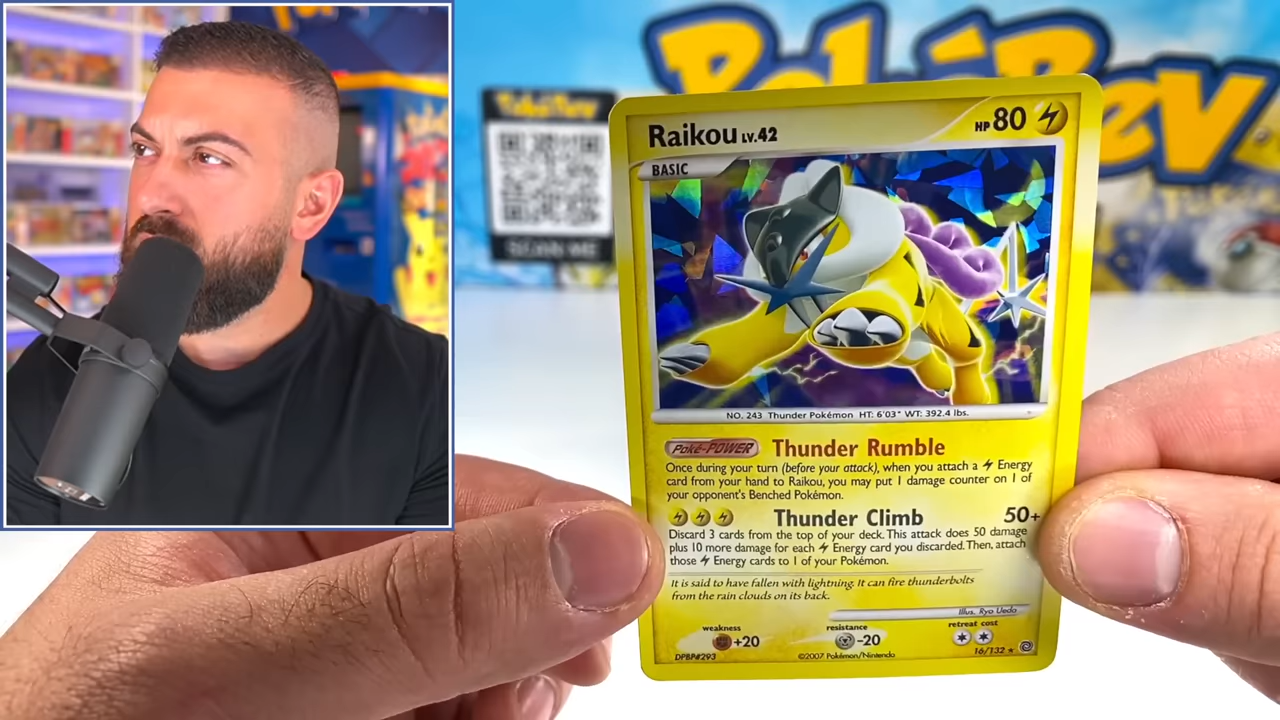 PokéRev
PokéRev
SCAN ME
Raikou LV.42
HP 80
BASIC
NO. 243 Thunder Pokémon HT: 6'03" WT: 392.4 lbs.
Poké-POWER Thunder Rumble
Once during your turn (before your attack), when you attach a Energy
card from your hand to Raikou, you may put 1 damage counter on 1 of
your opponent's Benched Pokémon.
Thunder Climb 50+
Discard 3 cards from the top of your deck. This attack does 50 damage
plus 10 more damage for each Energy card you discarded. Then, attach
those Energy cards to 1 of your Pokémon.
It is said to have fallen with lightning. It can fire thunderbolts
from the rain clouds on its back.
Illus. Ryo Ueda
weakness resistance retreat cost
+20 -20
DPBP#293 ©2007 Pokémon/Nintendo 16/132